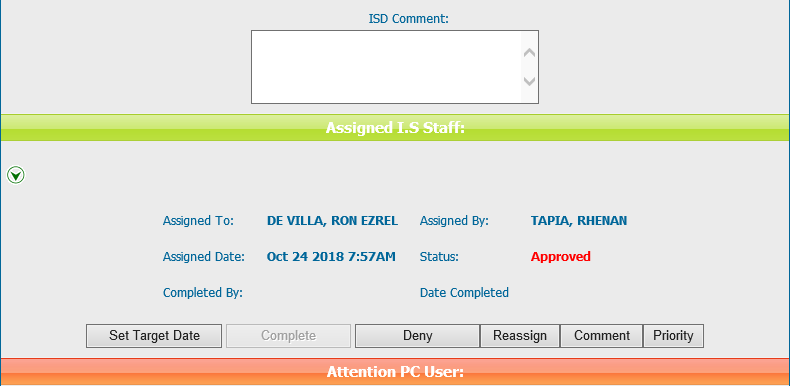 ISD Comment:
Assigned I.S Staff:
Assigned To: DE VILLA, RON EZREL Assigned By: TAPIA, RHENAN
Assigned Date: Oct 24 2018 7:57AM Status: Approved
Completed By: Date Completed
Set Target Date Complete Deny Reassign Comment Priority
Attention PC User: